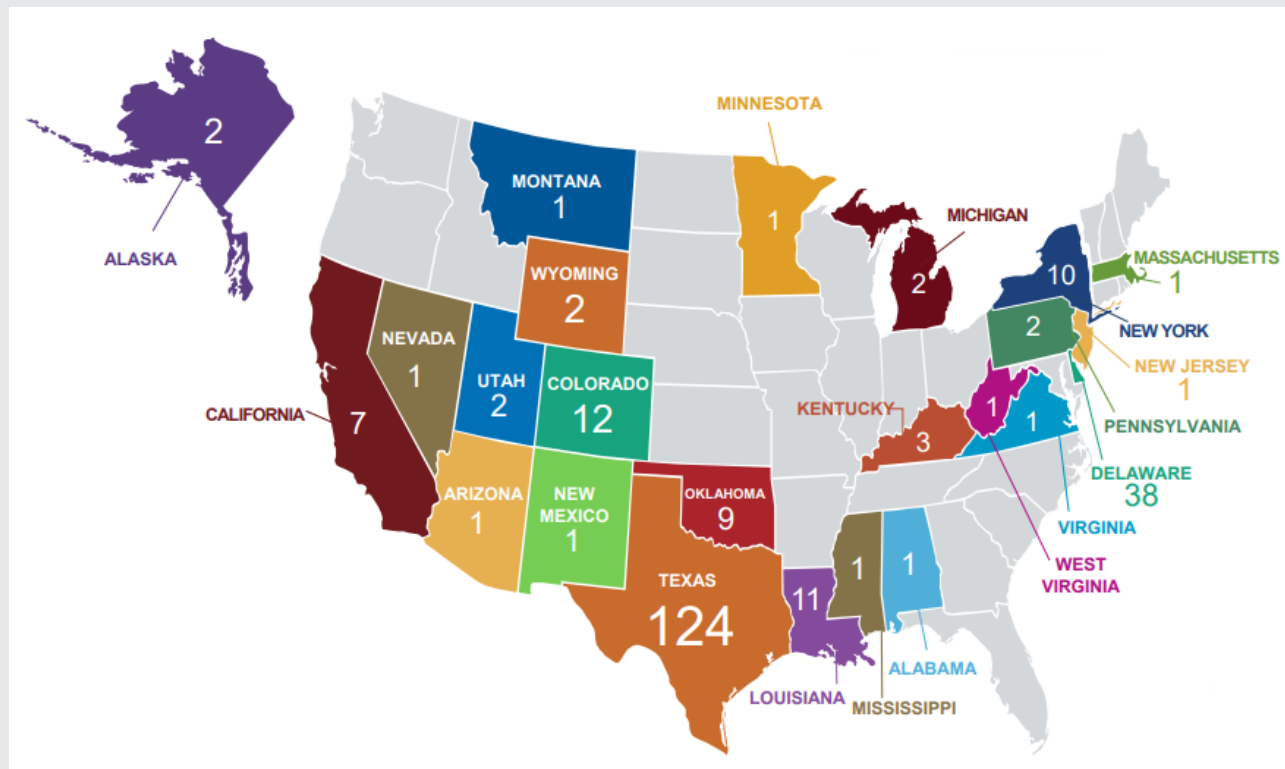 2
ALASKA
MONTANA
1
WYOMING
2
NEVADA
1
UTAH
2
COLORADO
12
CALIFORNIA
7
ARIZONA
1
NEW
MEXICO
1
OKLAHOMA
9
TEXAS
124
MINNESOTA
1
MICHIGAN
2
10
NEW YORK
MASSACHUSETTS
1
2
PENNSYLVANIA
NEW JERSEY
1
DELAWARE
38
KENTUCKY
3
1
WEST
VIRGINIA
1
VIRGINIA
11
LOUISIANA
1
MISSISSIPPI
1
ALABAMA